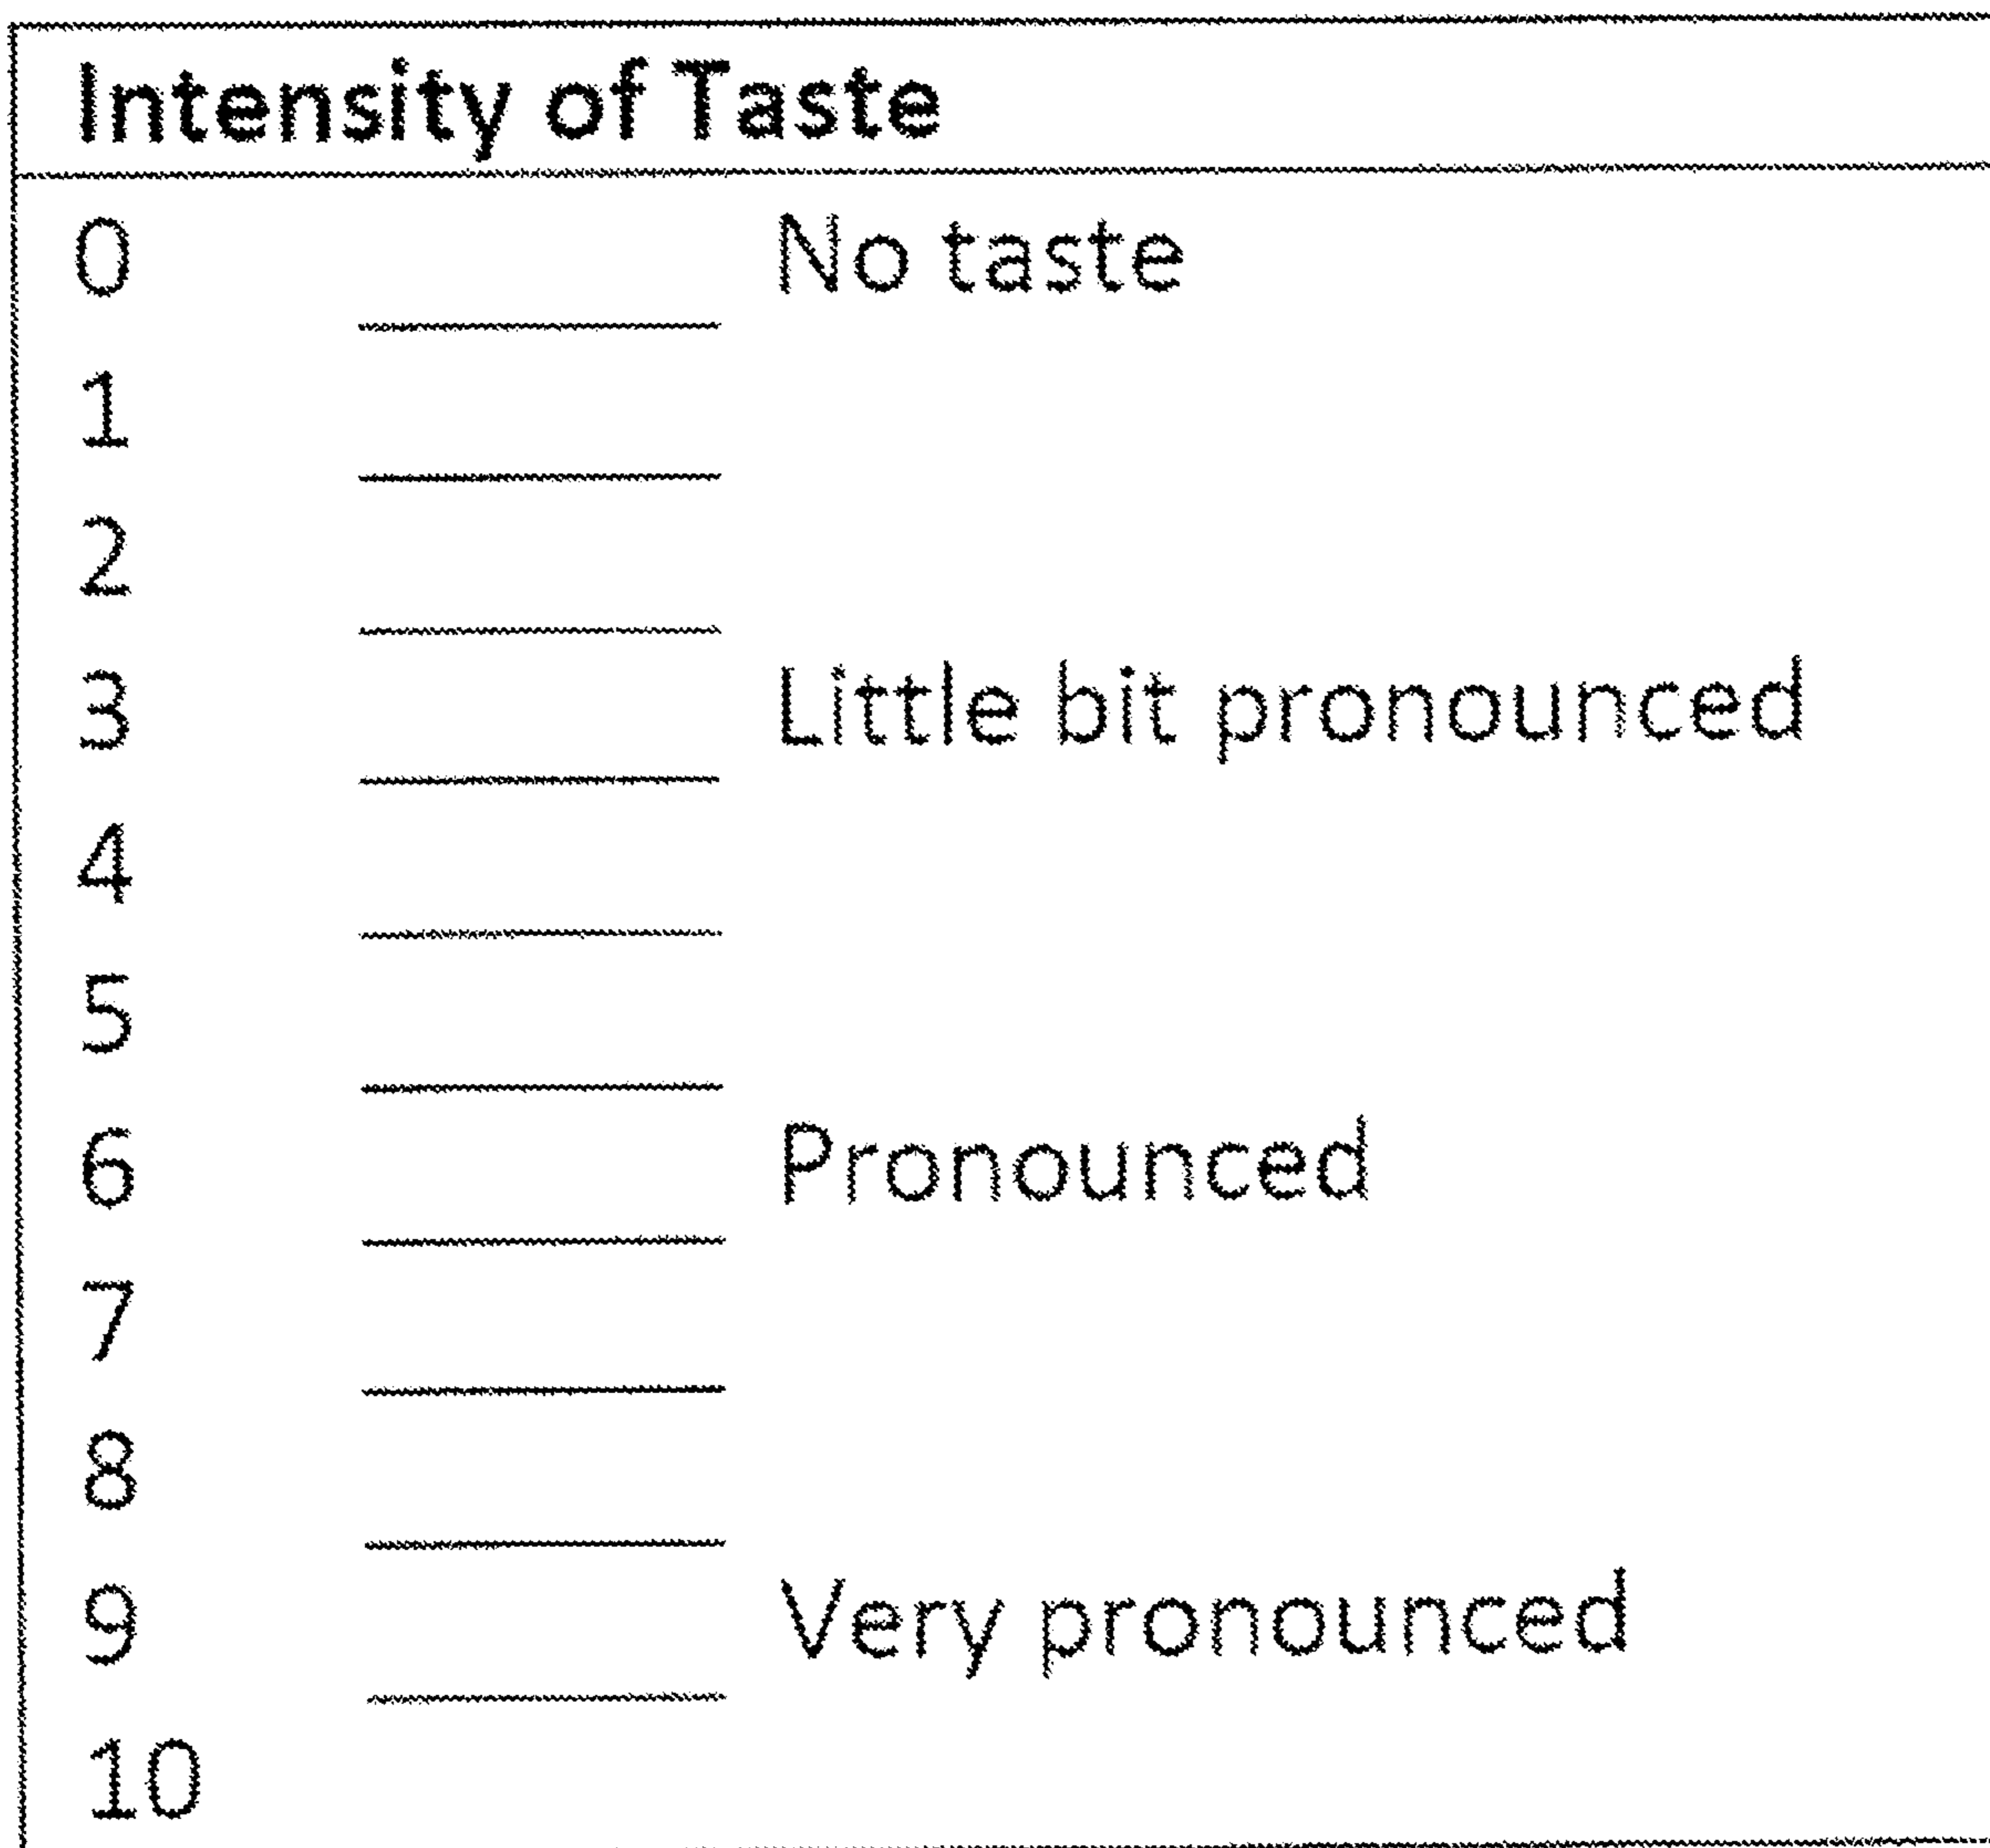 Intensity of Taste
0 No taste
1
2
3 Little bit pronounced
4
5
6 Pronounced
7
8
9 Very pronounced
10